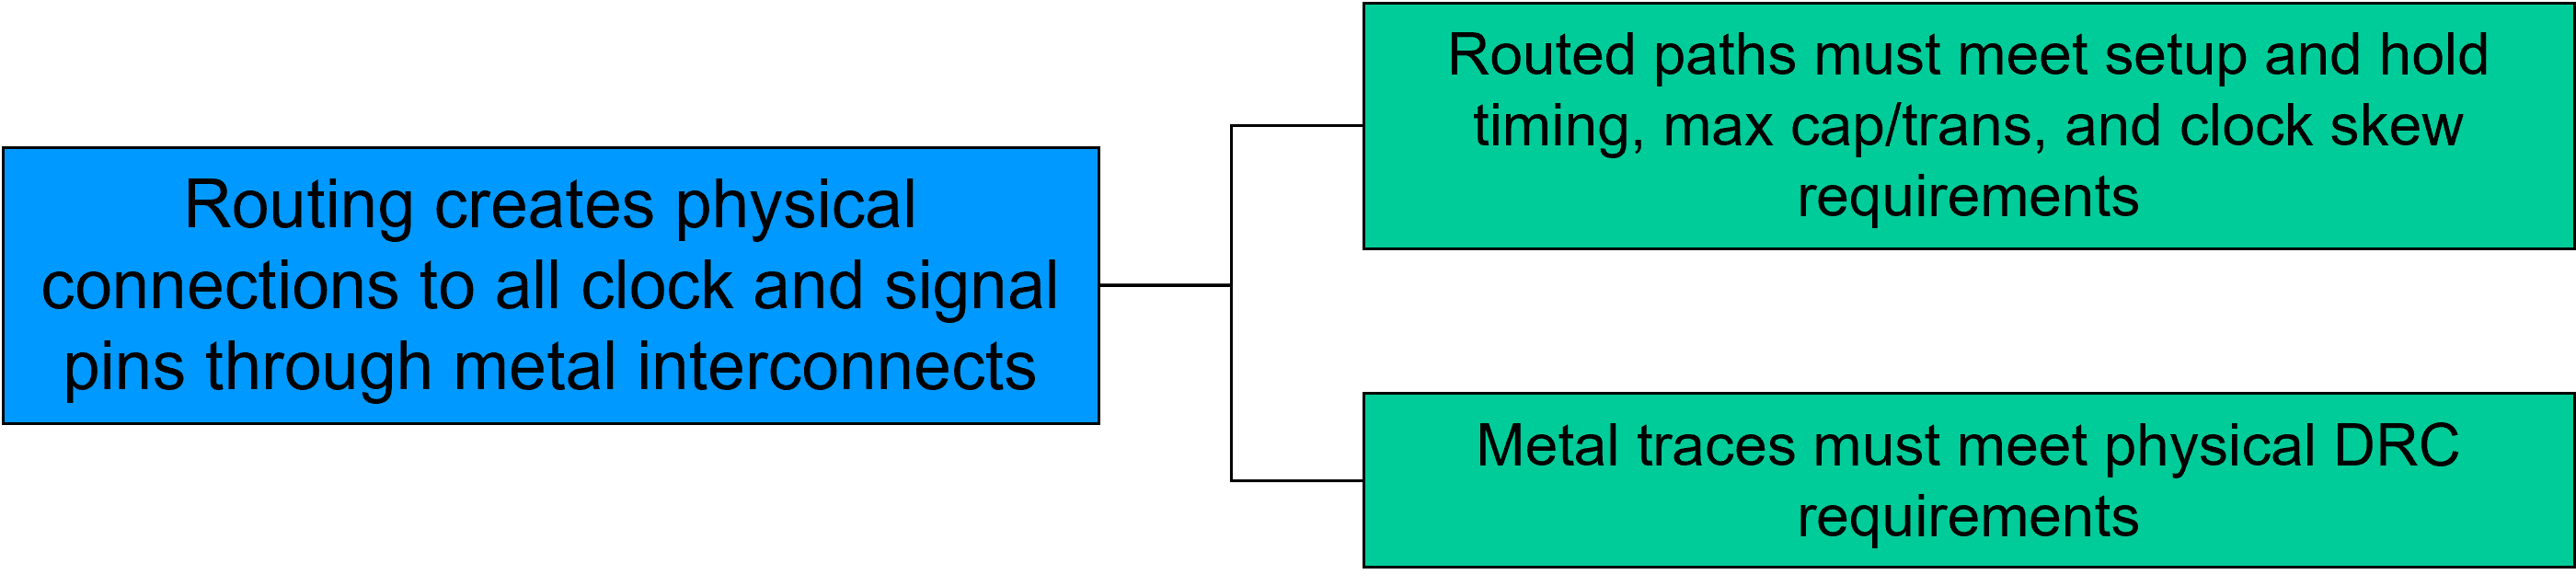 Routing creates physical
connections to all clock and signal
pins through metal interconnects
Routed paths must meet setup and hold
timing, max cap/trans, and clock skew
requirements
Metal traces must meet physical DRC
requirements